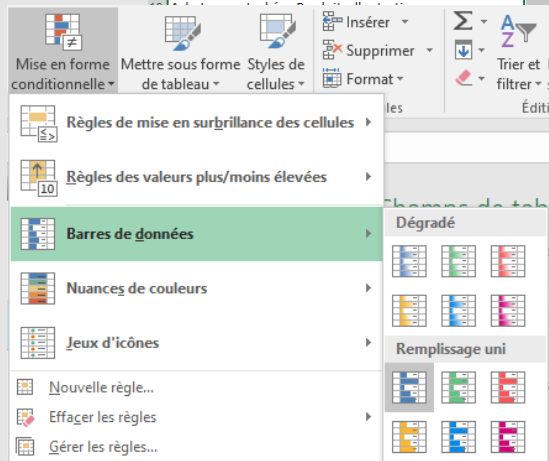 Mise en forme conditionnelle
Mettre sous forme de tableau
Styles de cellules
Insérer
Supprimer
Format
Trier et filtrer
Règles de mise en surbrillance des cellules
Règles des valeurs plus/moins élevées
10
Barres de données
Nuances de couleurs
Jeux d'icônes
Nouvelle règle...
Effacer les règles
Gérer les règles...
Dégradé
Remplissage uni